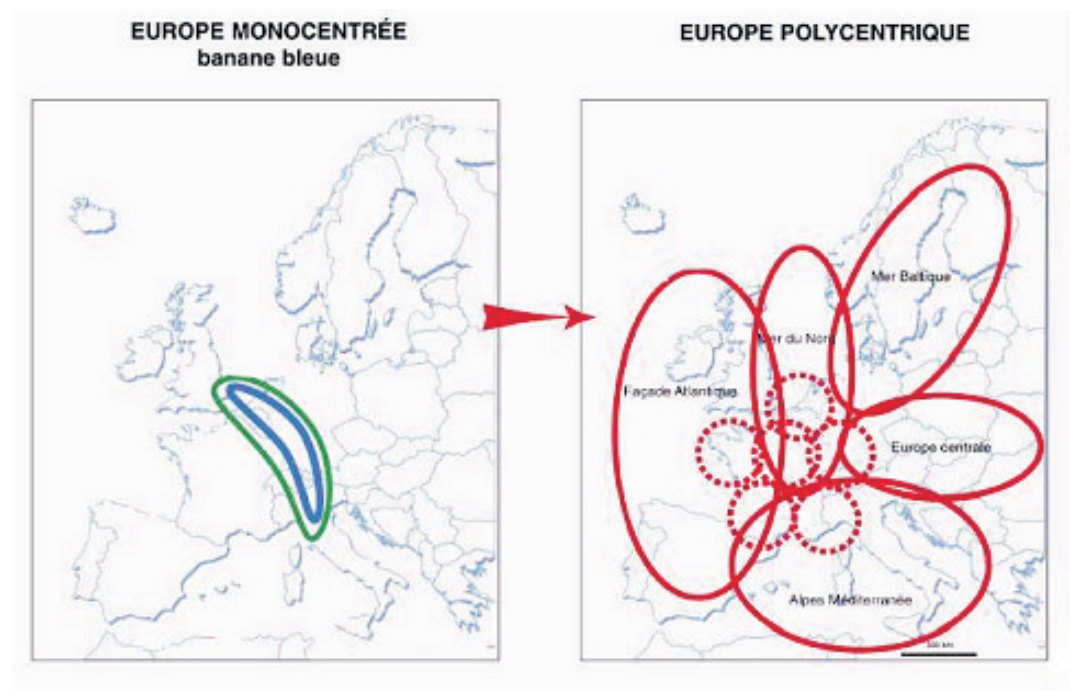 EUROPE MONOCENTRÉE
banane bleue
EUROPE POLYCENTRIQUE
Mer Baltique
Mer du Nord
Façade Atlantique
Europe centrale
Alpes Méditerranée